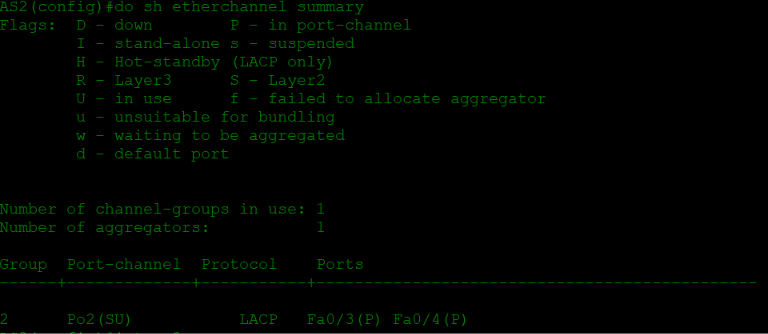 AS2(config)#do sh etherchannel summary
Flags:  D - down        P - in port-channel
        I - stand-alone s - suspended
        H - Hot-standby (LACP only)
        R - Layer3      S - Layer2
        U - in use      f - failed to allocate aggregator
        u - unsuitable for bundling
        w - waiting to be aggregated
        d - default port
Number of channel-groups in use: 1
Number of aggregators:           1
Group  Port-channel  Protocol    Ports
------+-------------+-----------+-----------------------------------------------
2      Po2(SU)           LACP   Fa0/3(P) Fa0/4(P)